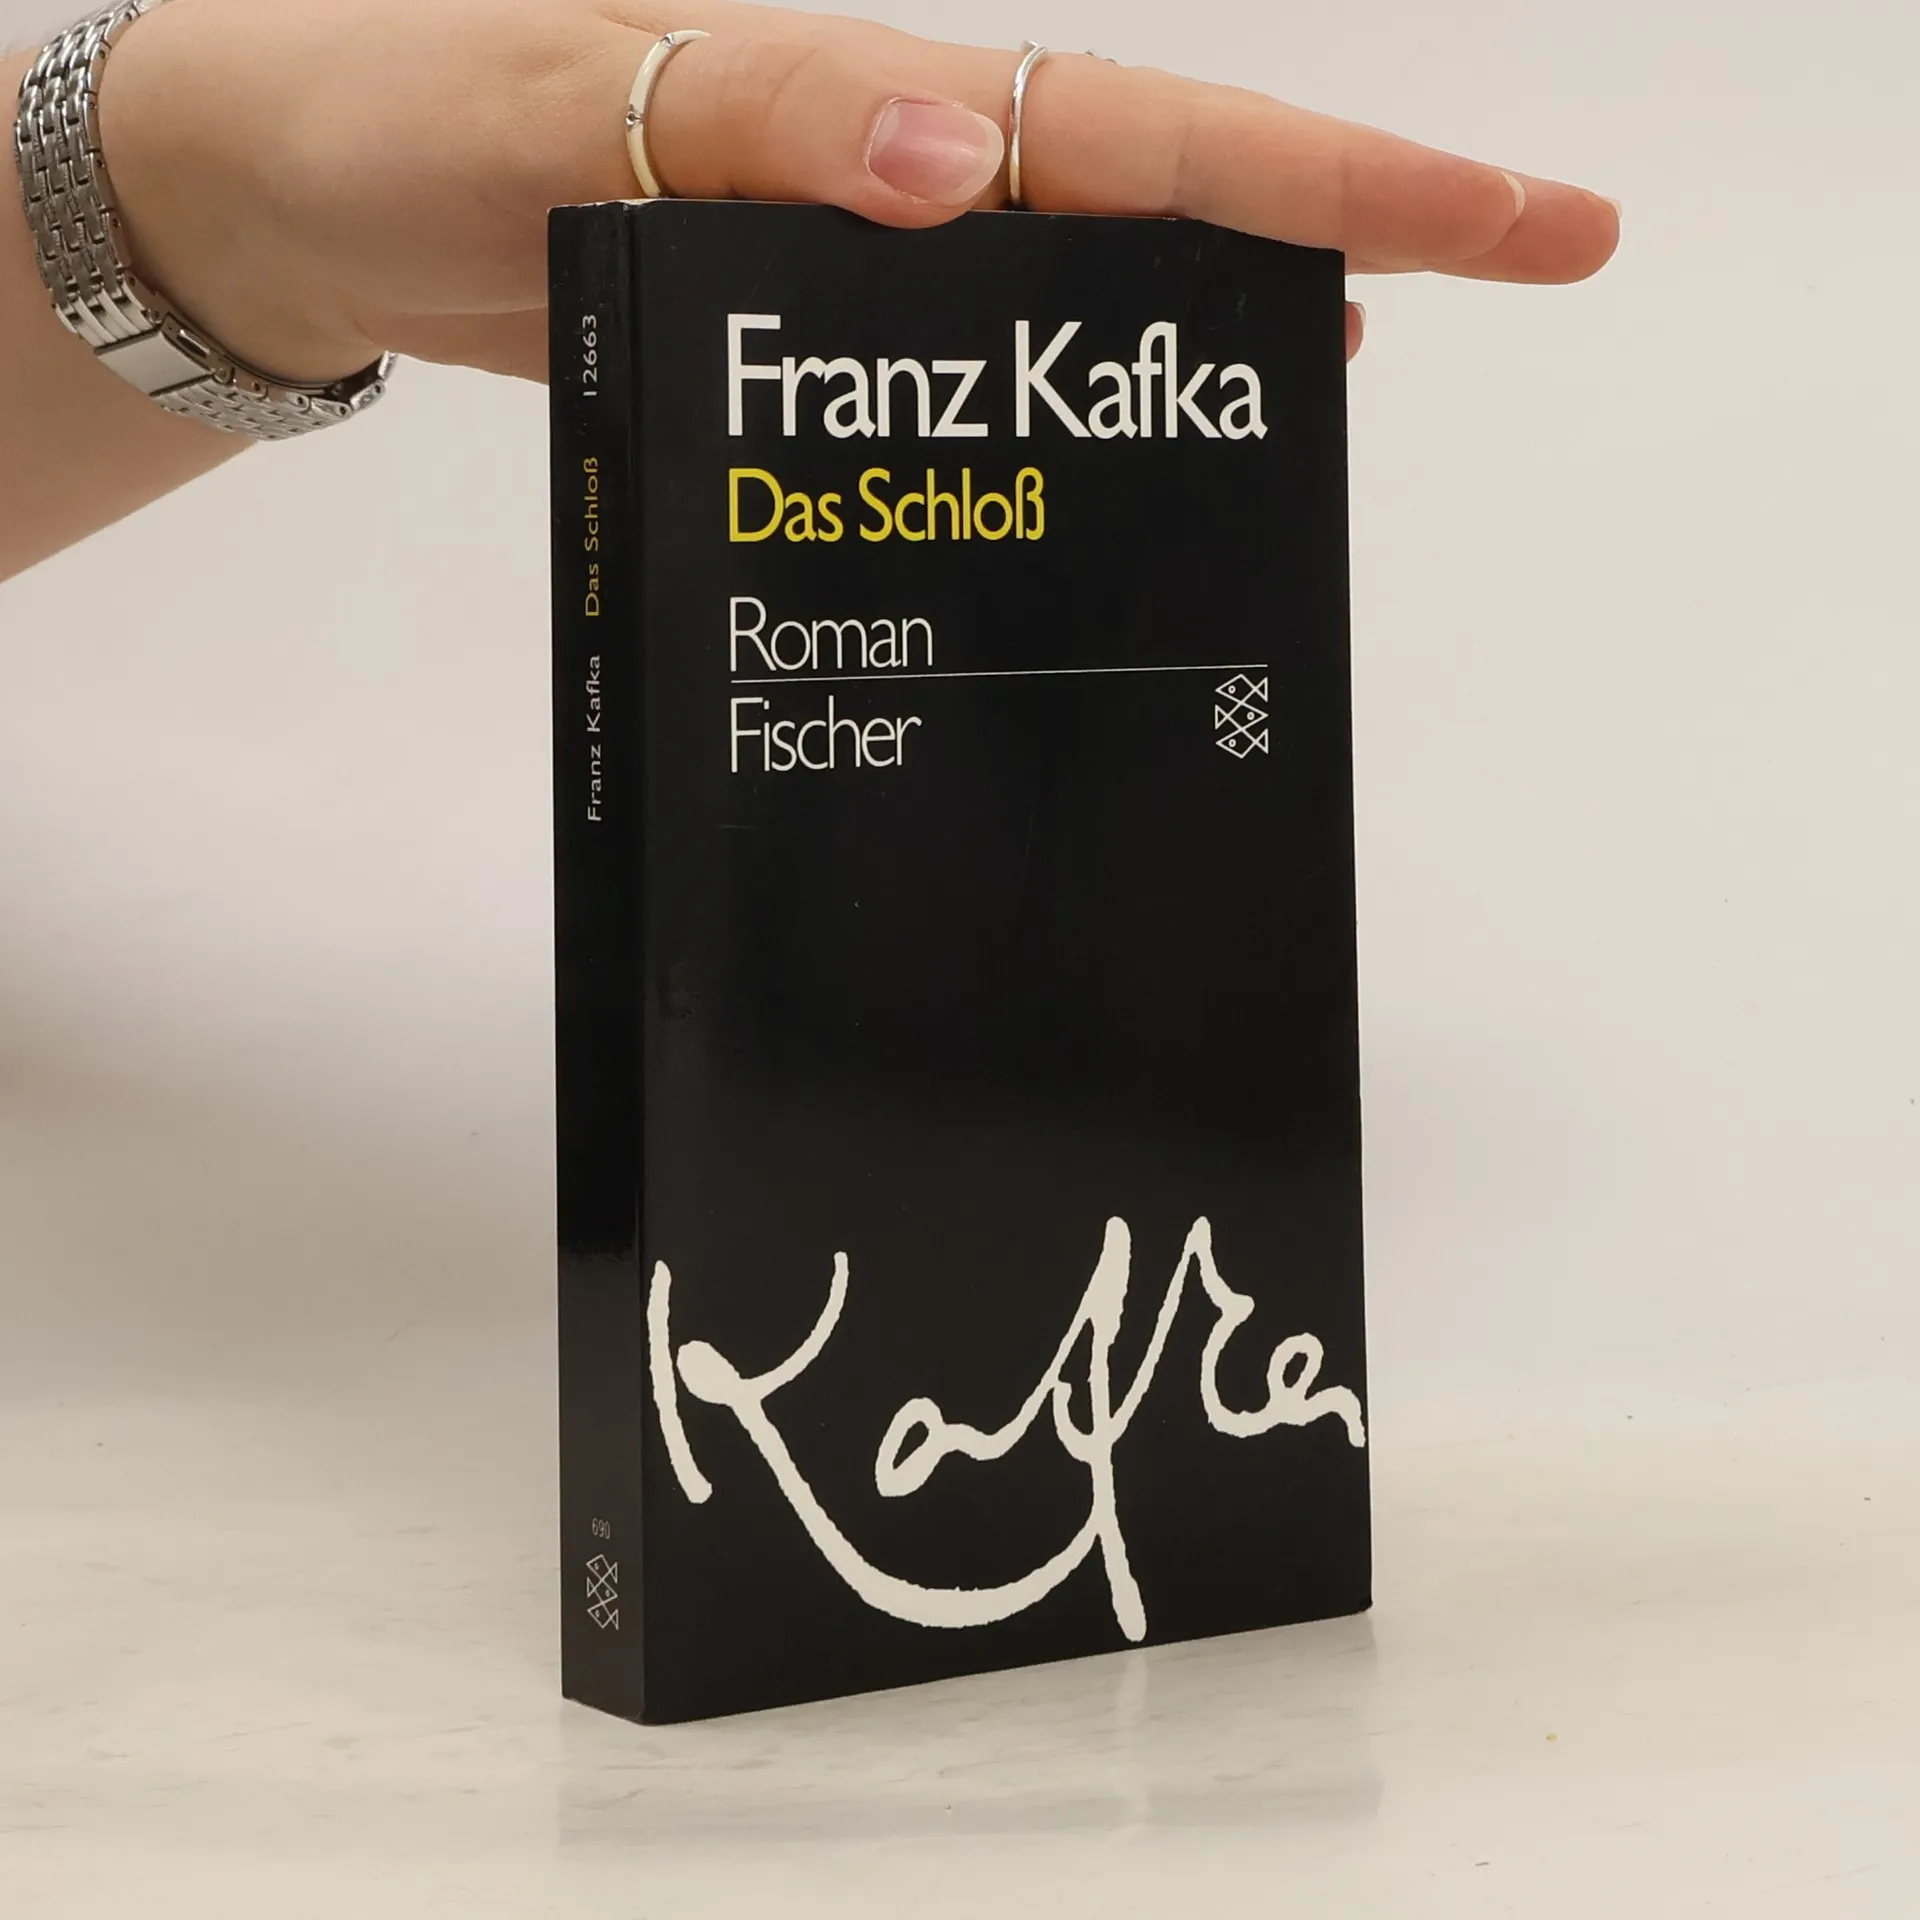 Franz Kafka
Das Schloß
Roman
Fischer
Kafka
Franz Kafka Das Schloß 12663
690